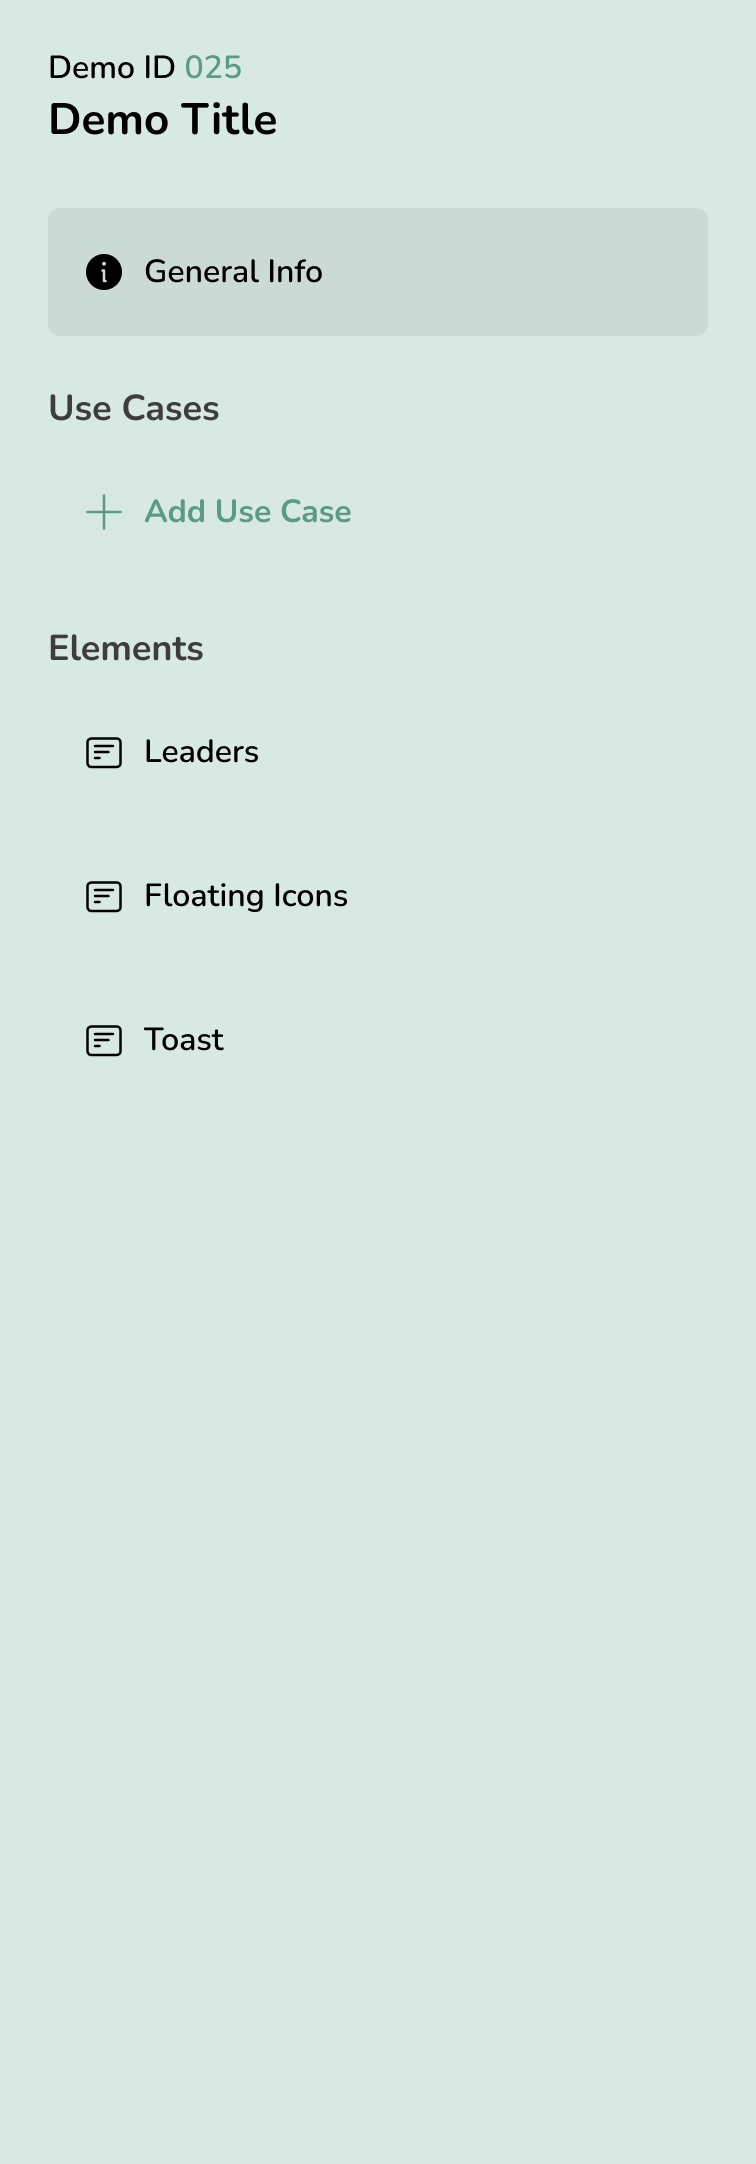 Demo ID 025
Demo Title
General Info
Use Cases
Add Use Case
Elements
Leaders
Floating Icons
Toast